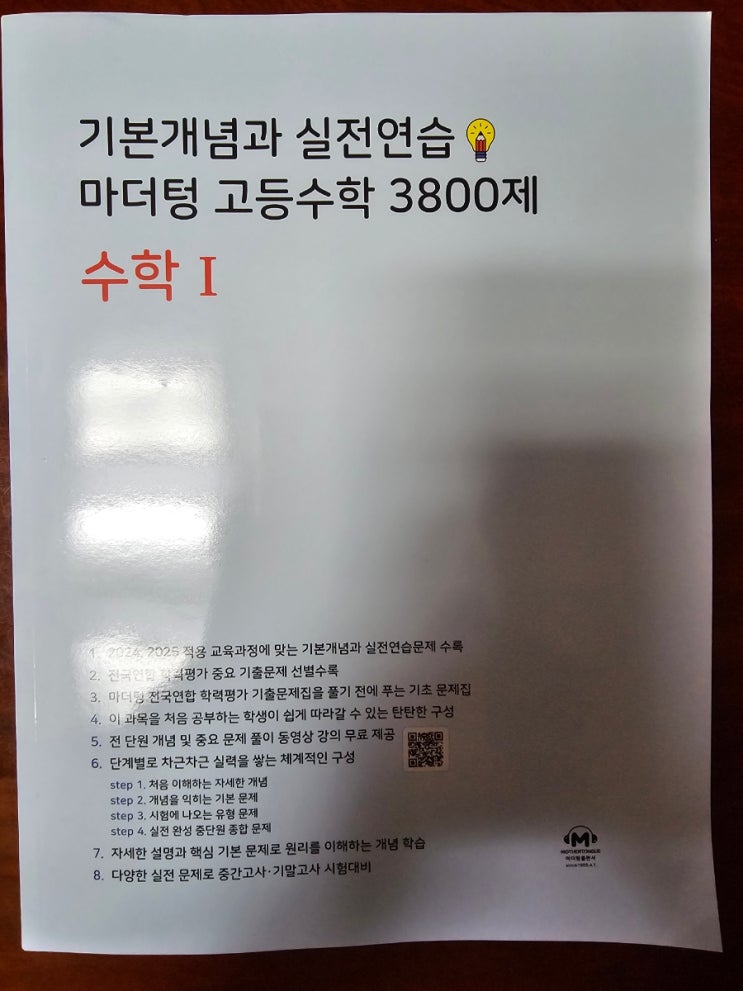 기본개념과 실전연습
마더텅 고등수학 3800제
수학 I
1. 2024, 2025 적용 교육과정에 맞는 기본개념과 실전연습문제 수록
2. 전국연합 학력평가 중요 기출문제 선별수록
3. 마더텅 전국연합 학력평가 기출문제집을 풀기 전에 푸는 기초 문제집
4. 이 과목을 처음 공부하는 학생이 쉽게 따라갈 수 있는 탄탄한 구성
5. 전 단원 개념 및 중요 문제 풀이 동영상 강의 무료 제공
6. 단계별로 차근차근 실력을 쌓는 체계적인 구성
step 1. 처음 이해하는 자세한 개념
step 2. 개념을 익히는 기본 문제
step 3. 시험에 나오는 유형 문제
step 4. 실전 완성 중단원 종합 문제
7. 자세한 설명과 핵심 기본 문제로 원리를 이해하는 개념 학습
8. 다양한 실전 문제로 중간고사·기말고사 시험대비
M
MOTHERTONGUE
마더텅출판사
since1999.4.1.